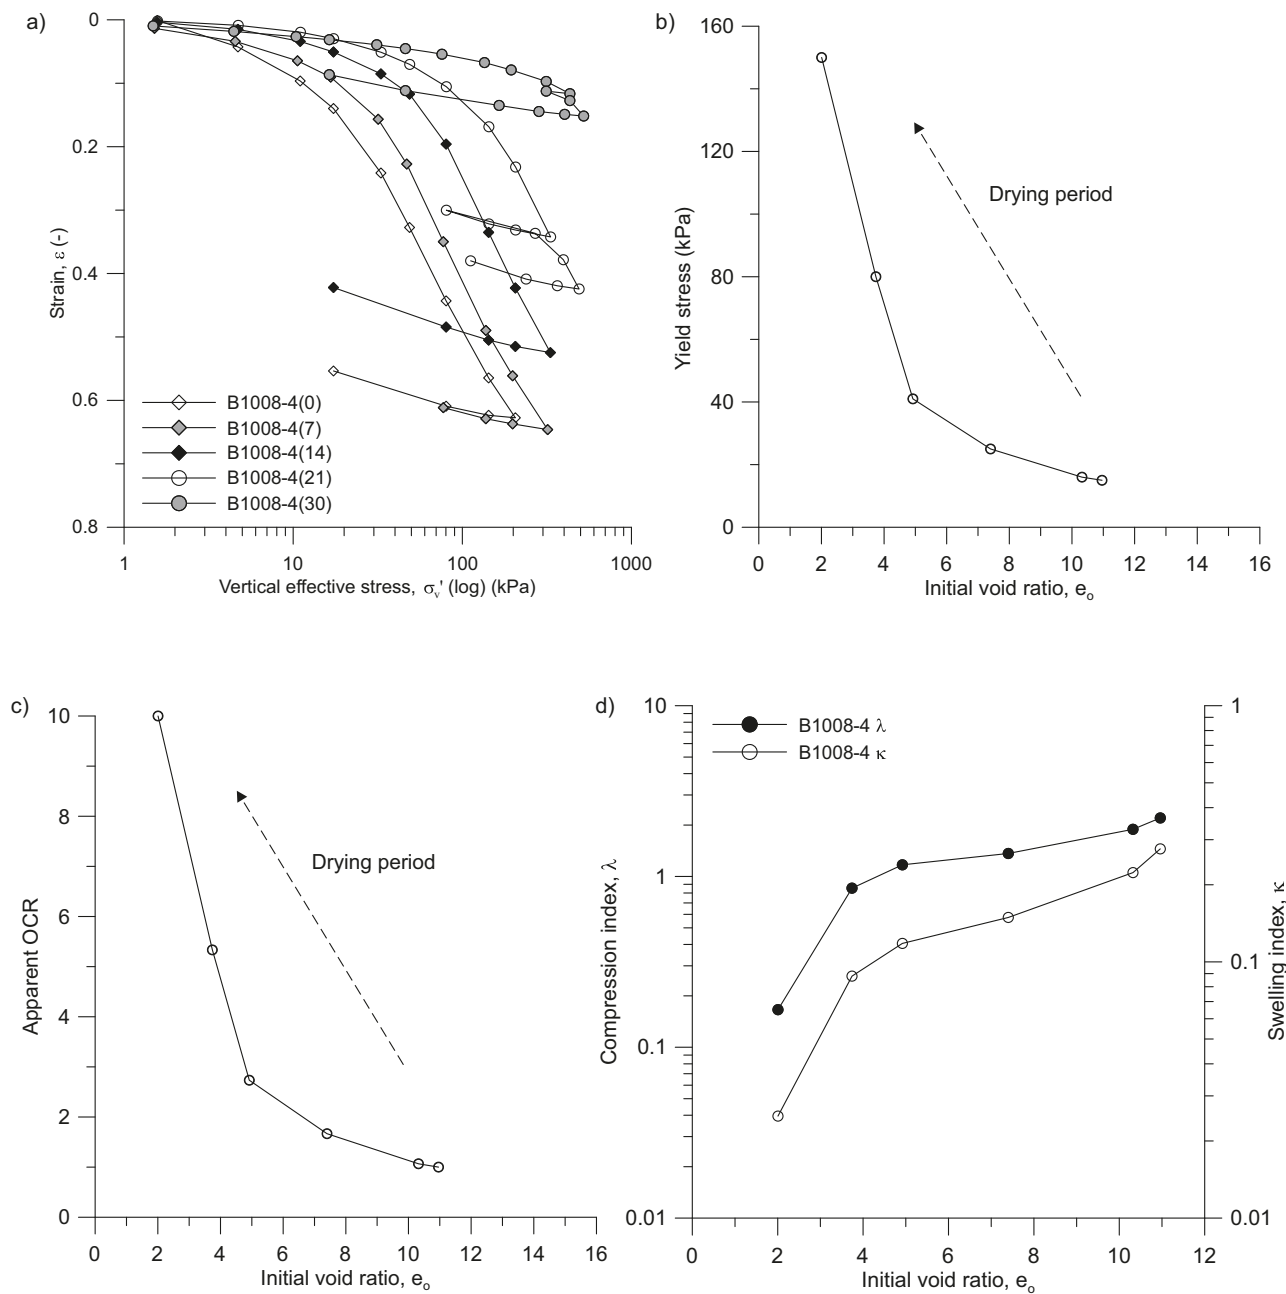 a)
0
0.2
0.4
0.6
0.8
Strain, ε (-)
B1008-4(0)
B1008-4(7)
B1008-4(14)
B1008-4(21)
B1008-4(30)
1 10 100 1000
Vertical effective stress, σv' (log) (kPa)
b)
160
120
80
40
0
Yield stress (kPa)
Drying period
0 2 4 6 8 10 12 14 16
Initial void ratio, eo
c)
10
8
6
4
2
0
Apparent OCR
Drying period
0 2 4 6 8 10 12 14 16
Initial void ratio, eo
d)
10
1
0.1
0.01
Compression index, λ
B1008-4 λ
B1008-4 κ
1
0.1
0.01
Swelling index, κ
0 2 4 6 8 10 12
Initial void ratio, eo